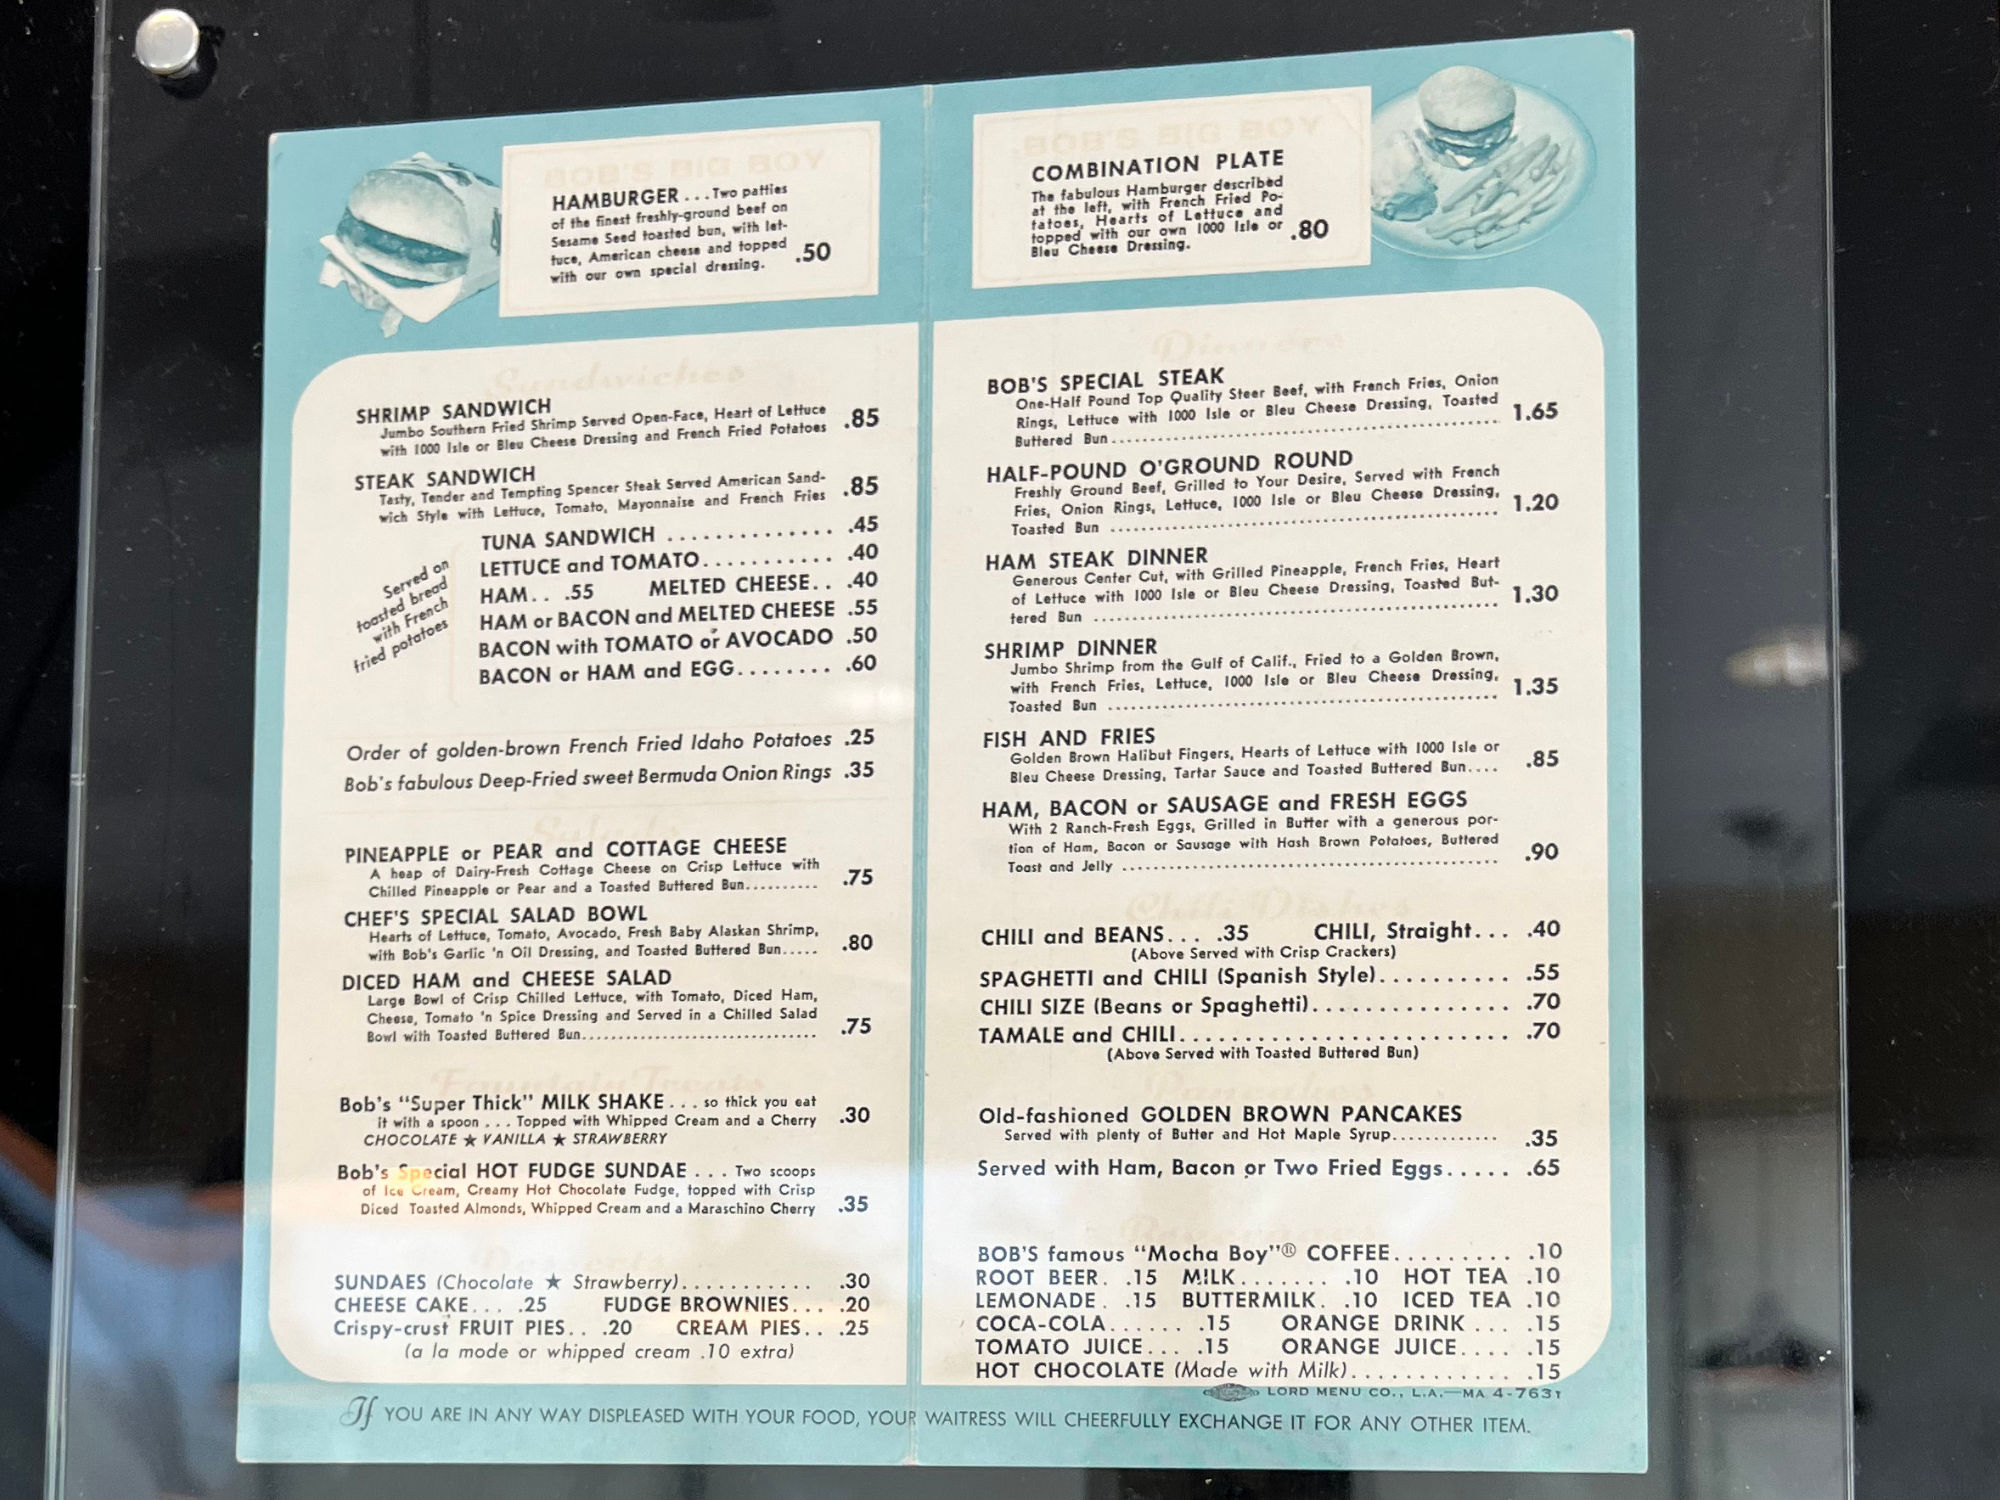 BOB'S BIG BOY
HAMBURGER ... Two patties
of the finest freshly-ground beef on
Sesame Seed toasted bun, with let-
tuce, American cheese and topped
with our own special dressing. .50
BOB'S BIG BOY
COMBINATION PLATE
The fabulous Hamburger described
at the left, with French Fried Po-
tatoes, Hearts of Lettuce and
topped with our own 1000 Isle or
Bleu Cheese Dressing. .80
Sandwiches
SHRIMP SANDWICH
Jumbo Southern Fried Shrimp Served Open-Face, Heart of Lettuce
with 1000 Isle or Bleu Cheese Dressing and French Fried Potatoes .85
STEAK SANDWICH
Tasty, Tender and Tempting Spencer Steak Served American Sand-
wich Style with Lettuce, Tomato, Mayonnaise and French Fries .85
Served on
toasted bread
with French
fried potatoes
TUNA SANDWICH ............. .45
LETTUCE and TOMATO........... .40
HAM.. .55 MELTED CHEESE.. .40
HAM or BACON and MELTED CHEESE .55
BACON with TOMATO or AVOCADO .50
BACON or HAM and EGG........ .60
Order of golden-brown French Fried Idaho Potatoes .25
Bob's fabulous Deep-Fried sweet Bermuda Onion Rings .35
Salads
PINEAPPLE or PEAR and COTTAGE CHEESE
A heap of Dairy-Fresh Cottage Cheese on Crisp Lettuce with
Chilled Pineapple or Pear and a Toasted Buttered Bun.......... .75
CHEF'S SPECIAL SALAD BOWL
Hearts of Lettuce, Tomato, Avocado, Fresh Baby Alaskan Shrimp,
with Bob's Garlic 'n Oil Dressing, and Toasted Buttered Bun..... .80
DICED HAM and CHEESE SALAD
Large Bowl of Crisp Chilled Lettuce, with Tomato, Diced Ham,
Cheese, Tomato 'n Spice Dressing and Served in a Chilled Salad
Bowl with Toasted Buttered Bun................................. .75
Fountain Treats
Bob's "Super Thick" MILK SHAKE ... so thick you eat
it with a spoon ... Topped with Whipped Cream and a Cherry .30
CHOCOLATE ★ VANILLA ★ STRAWBERRY
Bob's Special HOT FUDGE SUNDAE ... Two scoops
of Ice Cream, Creamy Hot Chocolate Fudge, topped with Crisp
Diced Toasted Almonds, Whipped Cream and a Maraschino Cherry .35
Desserts
SUNDAES (Chocolate ★ Strawberry)........... .30
CHEESE CAKE... .25 FUDGE BROWNIES... .20
Crispy-crust FRUIT PIES.. .20 CREAM PIES.. .25
(a la mode or whipped cream .10 extra)
Dinners
BOB'S SPECIAL STEAK
One-Half Pound Top Quality Steer Beef, with French Fries, Onion
Rings, Lettuce with 1000 Isle or Bleu Cheese Dressing, Toasted
Buttered Bun.................................................. 1.65
HALF-POUND O'GROUND ROUND
Freshly Ground Beef, Grilled to Your Desire, Served with French
Fries, Onion Rings, Lettuce, 1000 Isle or Bleu Cheese Dressing,
Toasted Bun .................................................. 1.20
HAM STEAK DINNER
Generous Center Cut, with Grilled Pineapple, French Fries, Heart
of Lettuce with 1000 Isle or Bleu Cheese Dressing, Toasted But-
tered Bun .................................................... 1.30
SHRIMP DINNER
Jumbo Shrimp from the Gulf of Calif., Fried to a Golden Brown,
with French Fries, Lettuce, 1000 Isle or Bleu Cheese Dressing,
Toasted Bun .................................................. 1.35
FISH AND FRIES
Golden Brown Halibut Fingers, Hearts of Lettuce with 1000 Isle or
Bleu Cheese Dressing, Tartar Sauce and Toasted Buttered Bun.... .85
HAM, BACON or SAUSAGE and FRESH EGGS
With 2 Ranch-Fresh Eggs, Grilled in Butter with a generous por-
tion of Ham, Bacon or Sausage with Hash Brown Potatoes, Buttered
Toast and Jelly ................................................ .90
Chili Dishes
CHILI and BEANS... .35 CHILI, Straight... .40
(Above Served with Crisp Crackers)
SPAGHETTI and CHILI (Spanish Style).......... .55
CHILI SIZE (Beans or Spaghetti)............... .70
TAMALE and CHILI......................... .70
(Above Served with Toasted Buttered Bun)
Pancakes
Old-fashioned GOLDEN BROWN PANCAKES
Served with plenty of Butter and Hot Maple Syrup............. .35
Served with Ham, Bacon or Two Fried Eggs..... .65
Beverages
BOB'S famous "Mocha Boy"® COFFEE......... .10
ROOT BEER. .15 MILK....... .10 HOT TEA .10
LEMONADE. .15 BUTTERMILK. .10 ICED TEA .10
COCA-COLA...... .15 ORANGE DRINK ... .15
TOMATO JUICE... .15 ORANGE JUICE.... .15
HOT CHOCOLATE (Made with Milk)............ .15
LORD MENU CO., L.A.—MA 4-7631
If YOU ARE IN ANY WAY DISPLEASED WITH YOUR FOOD, YOUR WAITRESS WILL CHEERFULLY EXCHANGE IT FOR ANY OTHER ITEM.